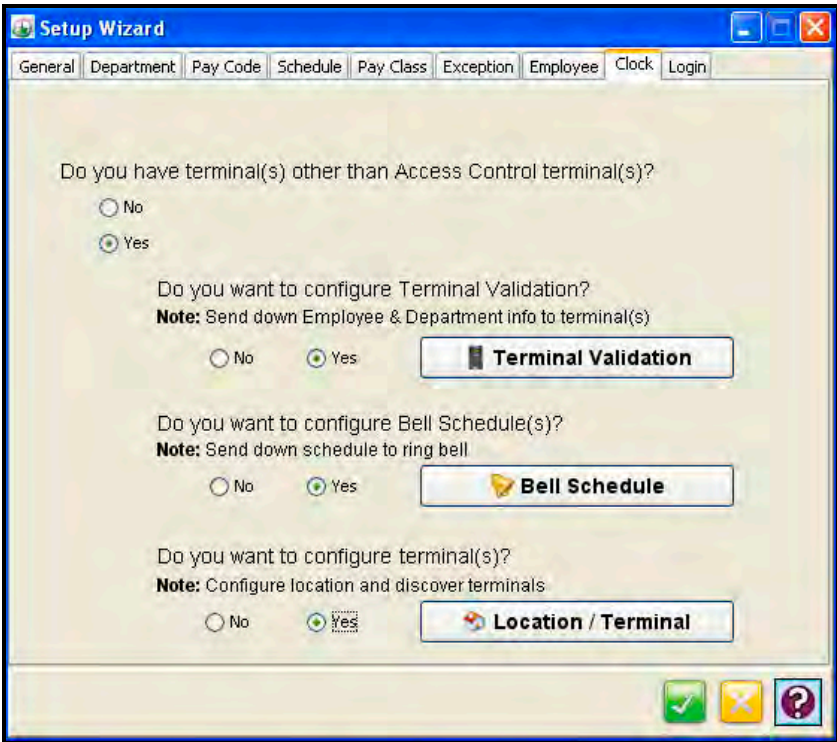 Setup Wizard
General Department Pay Code Schedule Pay Class Exception Employee Clock Login
Do you have terminal(s) other than Access Control terminal(s)?
No
Yes
Do you want to configure Terminal Validation?
Note: Send down Employee & Department info to terminal(s)
No Yes Terminal Validation
Do you want to configure Bell Schedule(s)?
Note: Send down schedule to ring bell
No Yes Bell Schedule
Do you want to configure terminal(s)?
Note: Configure location and discover terminals
No Yes Location / Terminal
?